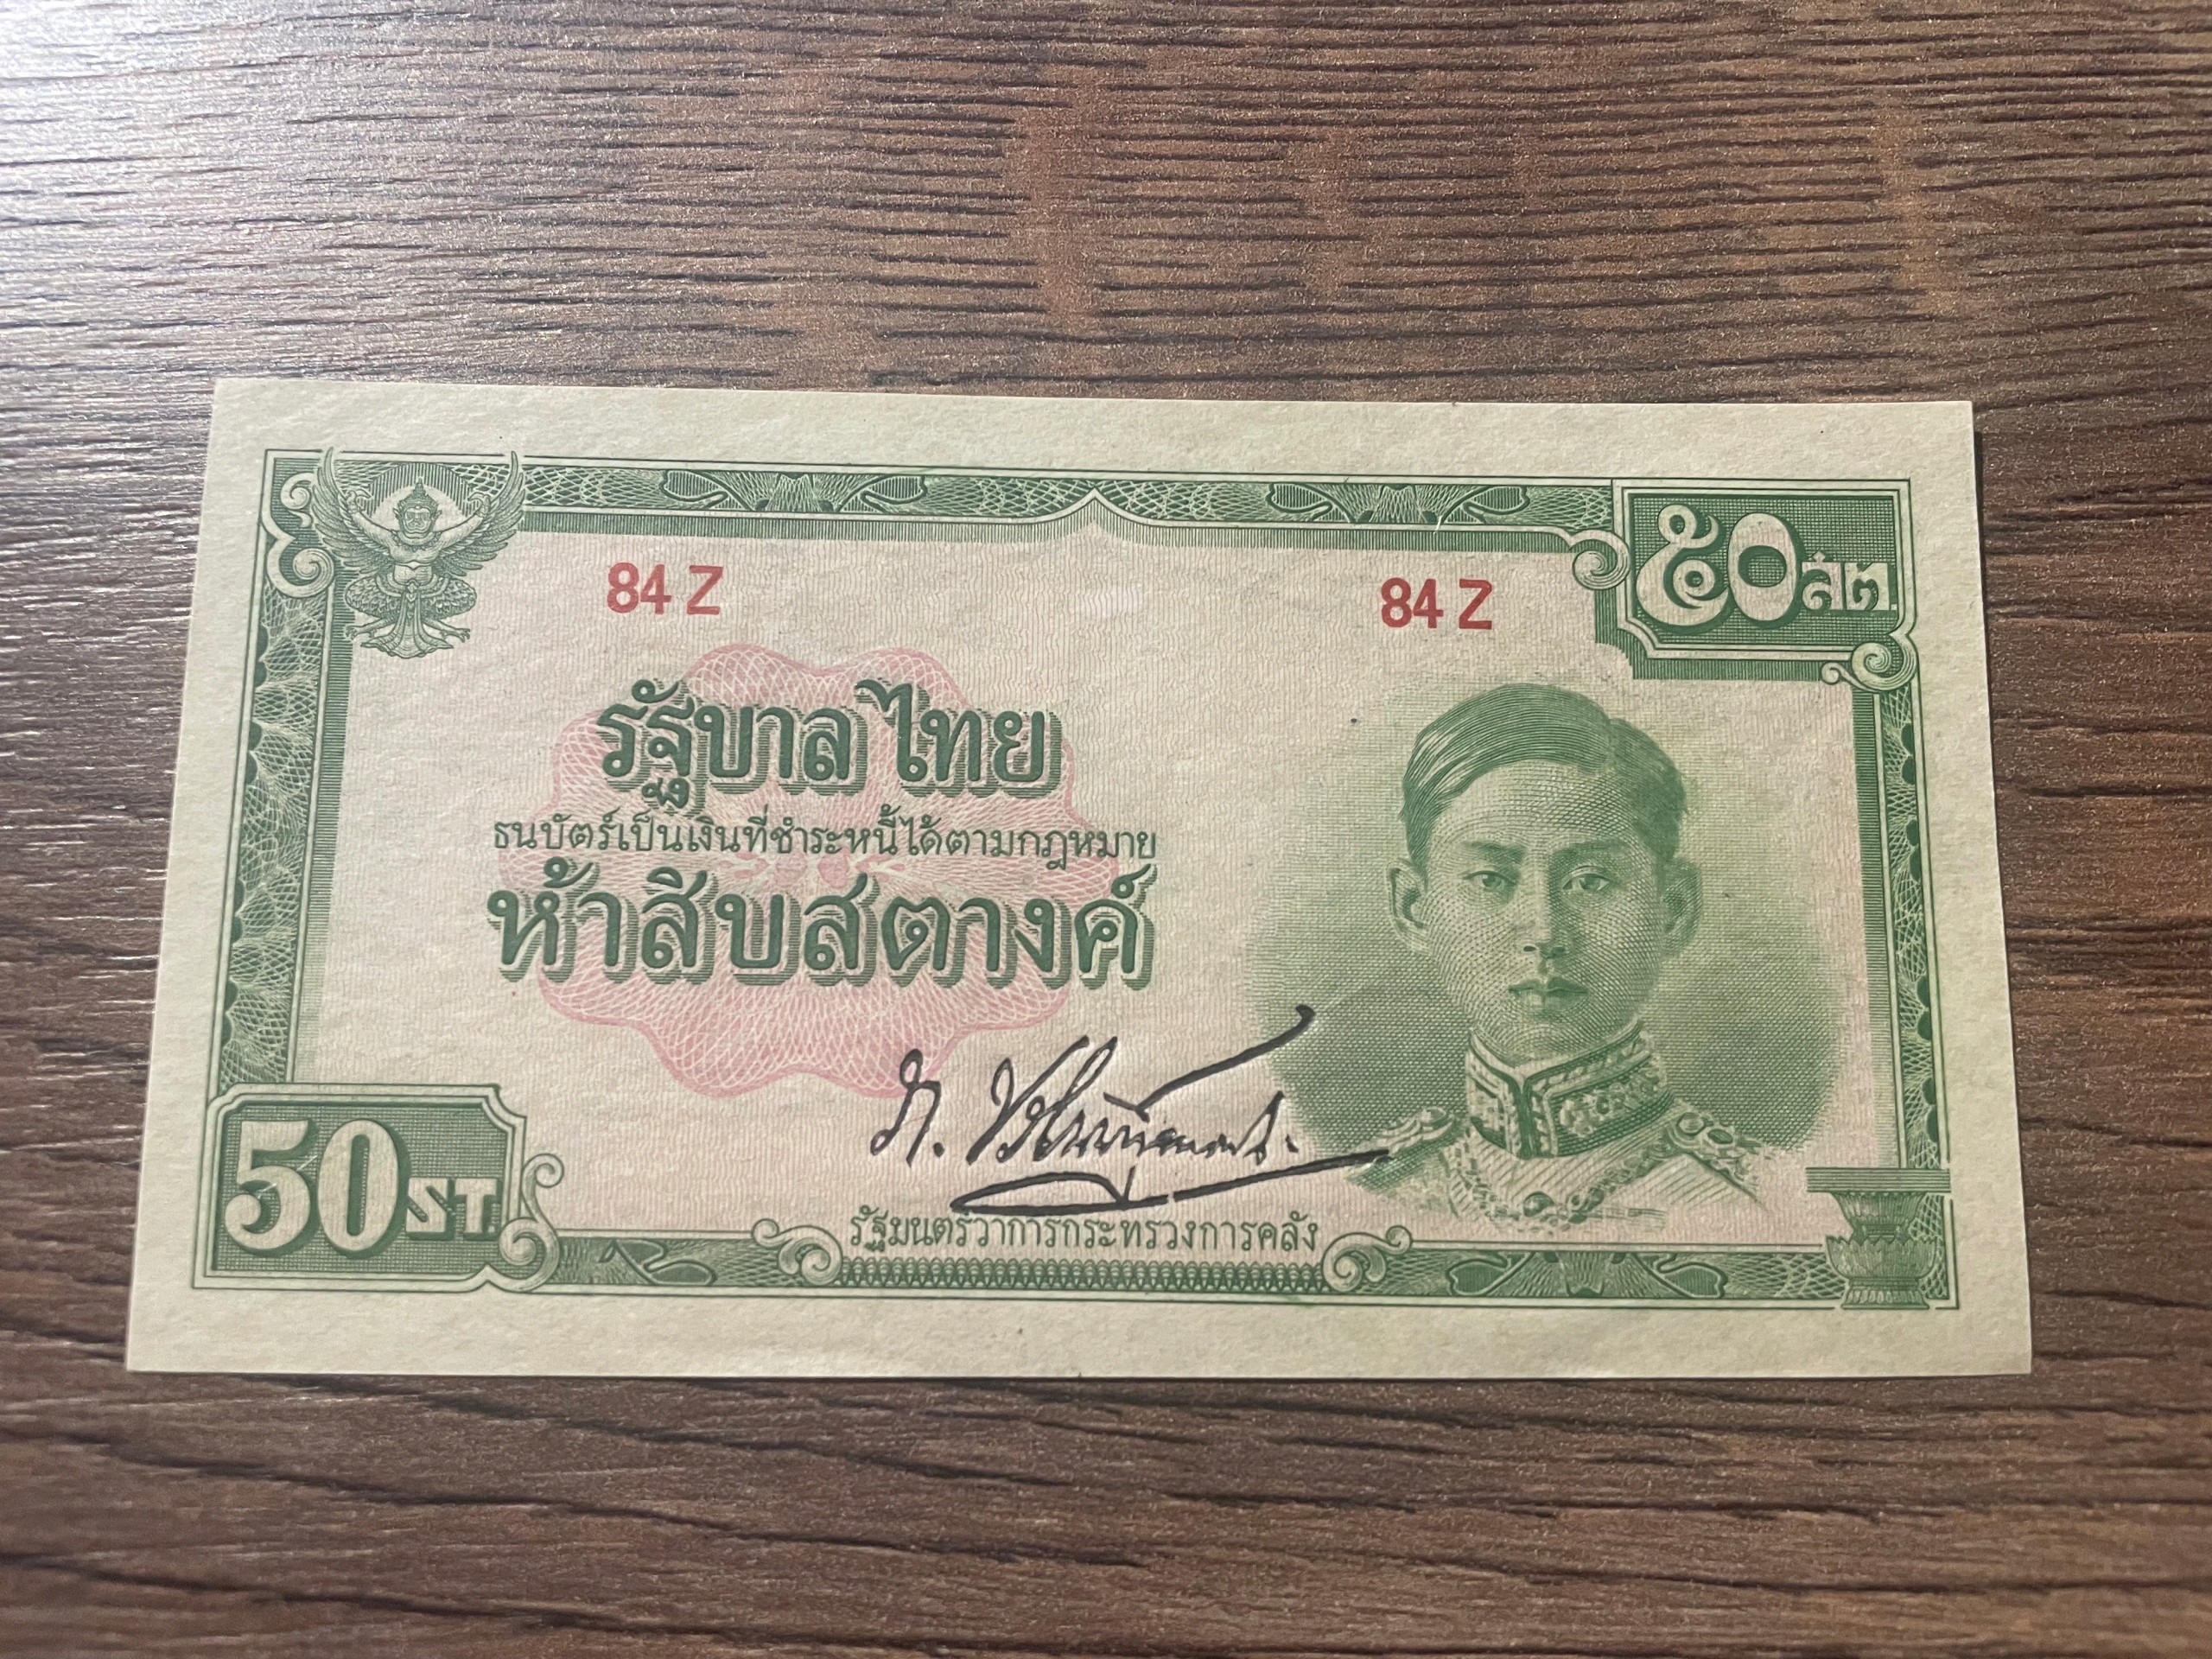 84 Z 84 Z
๕๐ สต.
รัฐบาลไทย
ธนบัตร์เป็นเงินที่ชำระหนี้ได้ตามกฎหมาย
ห้าสิบสตางค์
50 ST.
รัฐมนตรีว่าการกระทรวงการคลัง